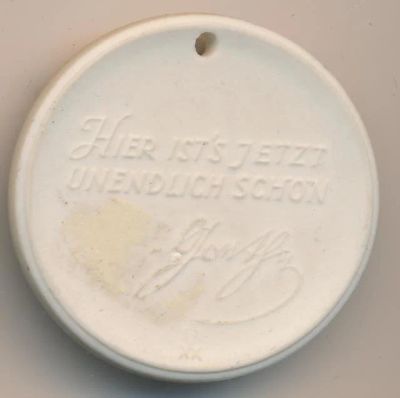 HIER IST'S JETZT
UNENDLICH SCHÖN
Goethe